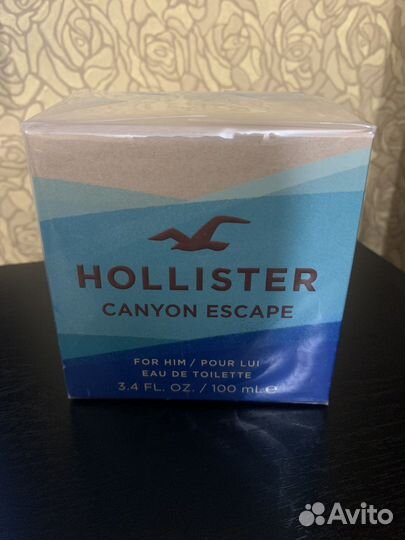 HOLLISTER
CANYON ESCAPE
FOR HIM / POUR LUI
EAU DE TOILETTE
3.4 FL. OZ. / 100 mL ℮
Avito